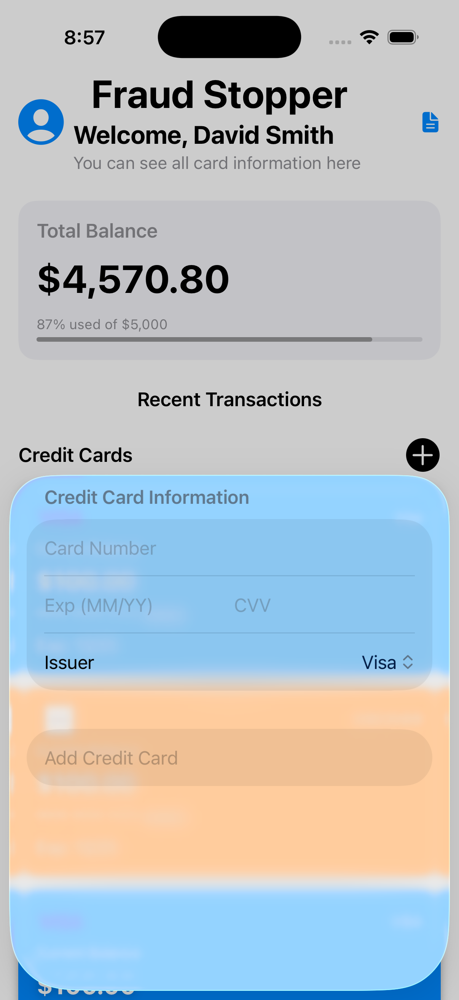 8:57
Fraud Stopper
Welcome, David Smith
You can see all card information here
Total Balance
$4,570.80
87% used of $5,000
Recent Transactions
Credit Cards
Credit Card Information
Card Number
Exp (MM/YY) CVV
Issuer Visa
Add Credit Card